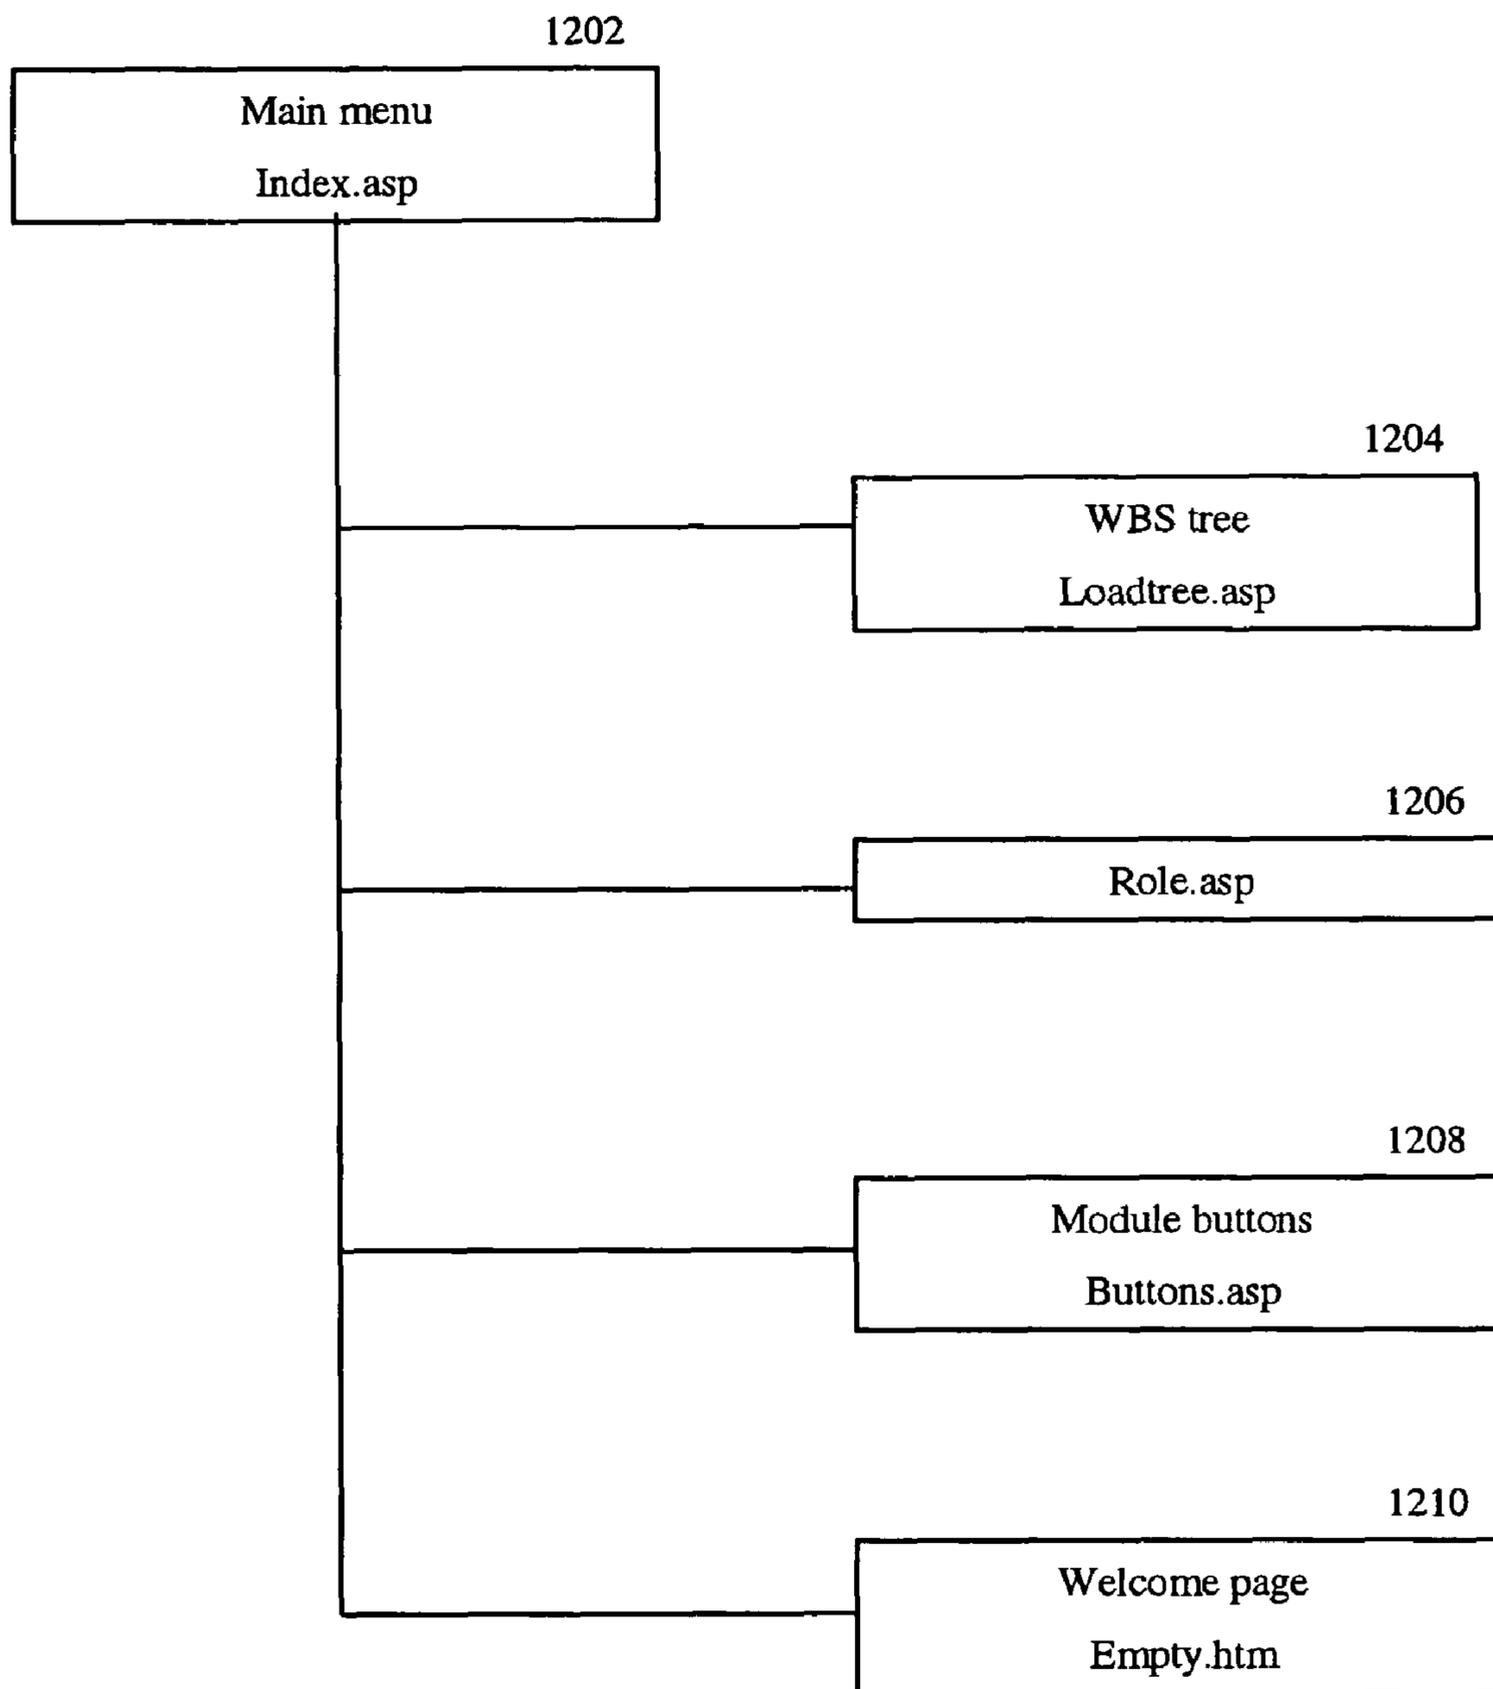 1202
Main menu
Index.asp
1204
WBS tree
Loadtree.asp
1206
Role.asp
1208
Module buttons
Buttons.asp
1210
Welcome page
Empty.htm